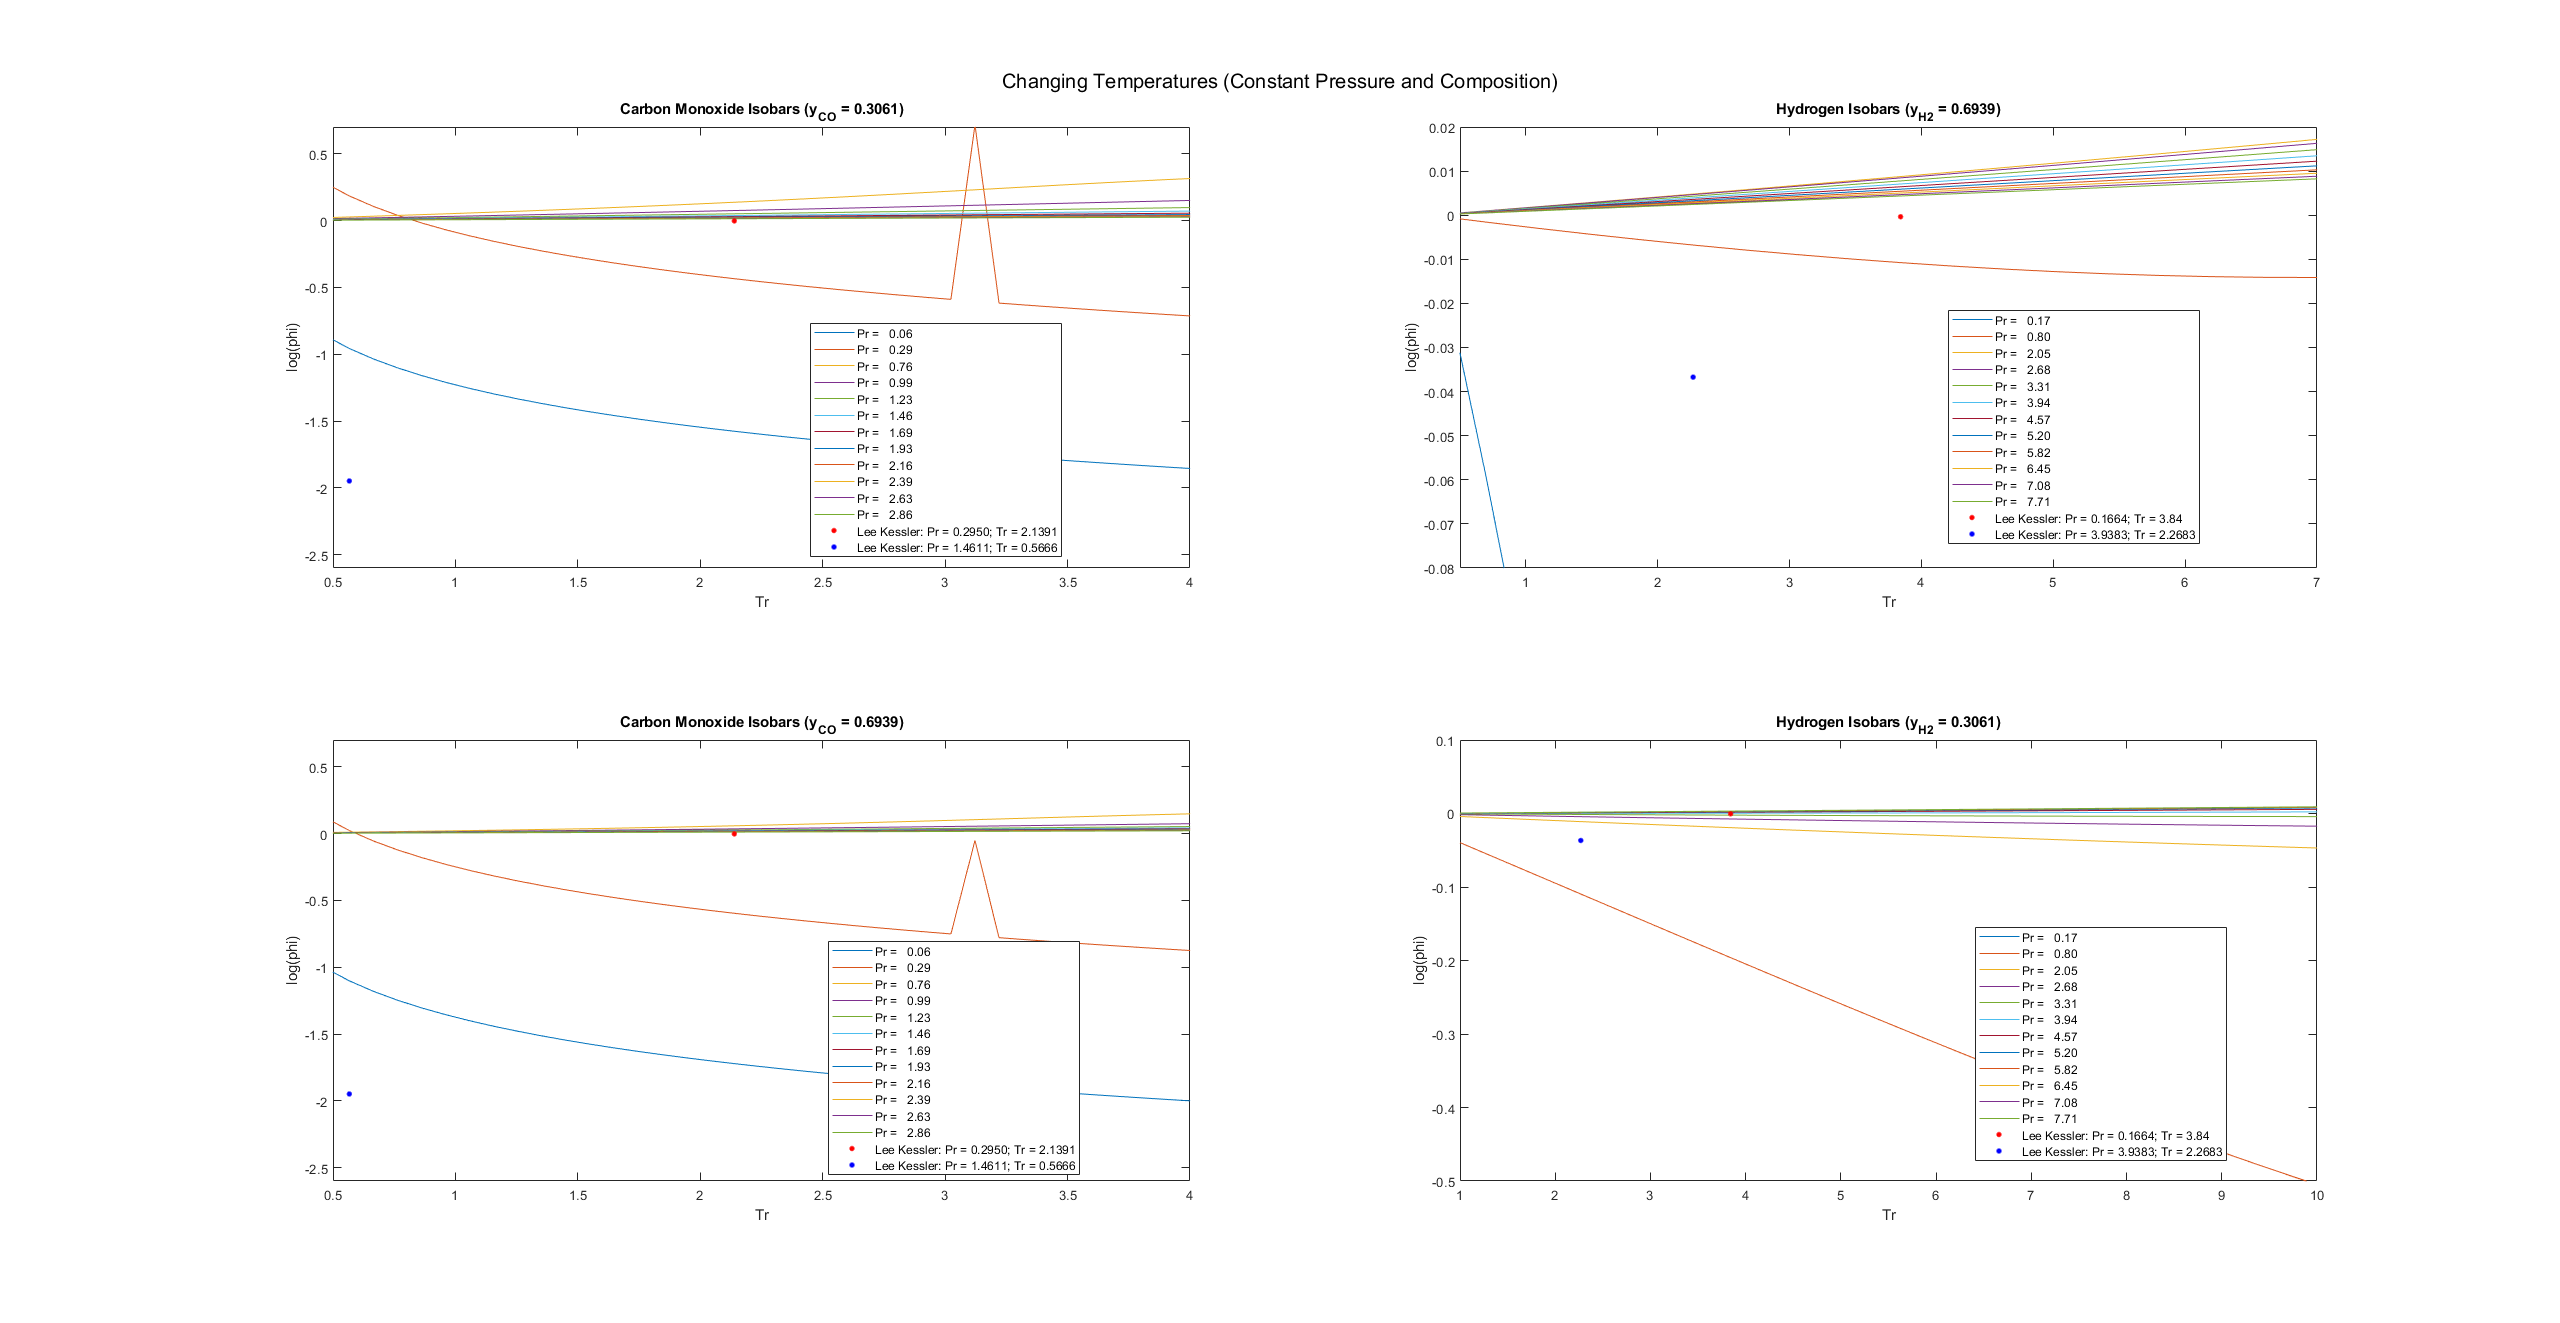 Changing Temperatures (Constant Pressure and Composition)
Carbon Monoxide Isobars (y_CO = 0.3061)
0.5
0
-0.5
-1
-1.5
-2
-2.5
log(phi)
Pr = 0.06
Pr = 0.29
Pr = 0.76
Pr = 0.99
Pr = 1.23
Pr = 1.46
Pr = 1.69
Pr = 1.93
Pr = 2.16
Pr = 2.39
Pr = 2.63
Pr = 2.86
Lee Kessler: Pr = 0.2950; Tr = 2.1391
Lee Kessler: Pr = 1.4611; Tr = 0.5666
0.5 1 1.5 2 2.5 3 3.5 4
Tr
Hydrogen Isobars (y_H2 = 0.6939)
0.02
0.01
0
-0.01
-0.02
-0.03
-0.04
-0.05
-0.06
-0.07
-0.08
log(phi)
Pr = 0.17
Pr = 0.80
Pr = 2.05
Pr = 2.68
Pr = 3.31
Pr = 3.94
Pr = 4.57
Pr = 5.20
Pr = 5.82
Pr = 6.45
Pr = 7.08
Pr = 7.71
Lee Kessler: Pr = 0.1664; Tr = 3.84
Lee Kessler: Pr = 3.9383; Tr = 2.2683
1 2 3 4 5 6 7
Tr
Carbon Monoxide Isobars (y_CO = 0.6939)
0.5
0
-0.5
-1
-1.5
-2
-2.5
log(phi)
Pr = 0.06
Pr = 0.29
Pr = 0.76
Pr = 0.99
Pr = 1.23
Pr = 1.46
Pr = 1.69
Pr = 1.93
Pr = 2.16
Pr = 2.39
Pr = 2.63
Pr = 2.86
Lee Kessler: Pr = 0.2950; Tr = 2.1391
Lee Kessler: Pr = 1.4611; Tr = 0.5666
0.5 1 1.5 2 2.5 3 3.5 4
Tr
Hydrogen Isobars (y_H2 = 0.3061)
0.1
0
-0.1
-0.2
-0.3
-0.4
-0.5
log(phi)
Pr = 0.17
Pr = 0.80
Pr = 2.05
Pr = 2.68
Pr = 3.31
Pr = 3.94
Pr = 4.57
Pr = 5.20
Pr = 5.82
Pr = 6.45
Pr = 7.08
Pr = 7.71
Lee Kessler: Pr = 0.1664; Tr = 3.84
Lee Kessler: Pr = 3.9383; Tr = 2.2683
1 2 3 4 5 6 7 8 9 10
Tr